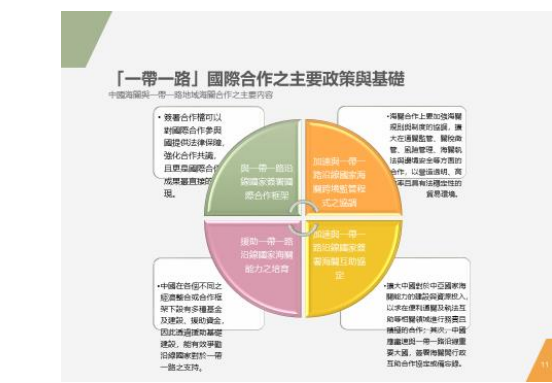 「一帶一路」國際合作之主要政策與基礎
中國海關與一帶一路地域海關合作之主要內容
• 簽署合作檔可以
對國際合作參與
國提供法律保障,
強化合作共識,
且更是國際合作
成果最直接的
現。
•海關合作上要加強海關
規則與制度的協調,擴
大在通關監管、關稅徵
管、風險管理、海關執
法與邊境安全等方面的
合作,以營造透明、高
率且具有法穩定性的
貿易環境。
與一帶一路沿
線國家簽署國
際合作框架
加速與一帶一
路沿線國家海
關跨境監管程
式之協調
援助一帶一路
沿線國家海關
能力之培育
加速與一帶一
路沿線國家簽
署海關互助協
定
•中國在各個不同之
經濟整合或合作框
架下設有多種基金
及建設,援助資金,
因此透過援助基礎
建設,能有效爭取
沿線國家對於一帶
一路之支持。
•擴大中國對於中亞國家海
關能力的建設與資源投入,
以求在便利通關及執法互
助等相關領域進行務實且
積極的合作;其次,中國
應盡速與一帶一路沿線重
要大國,簽署海關間行政
互助合作協定或備忘錄。
11